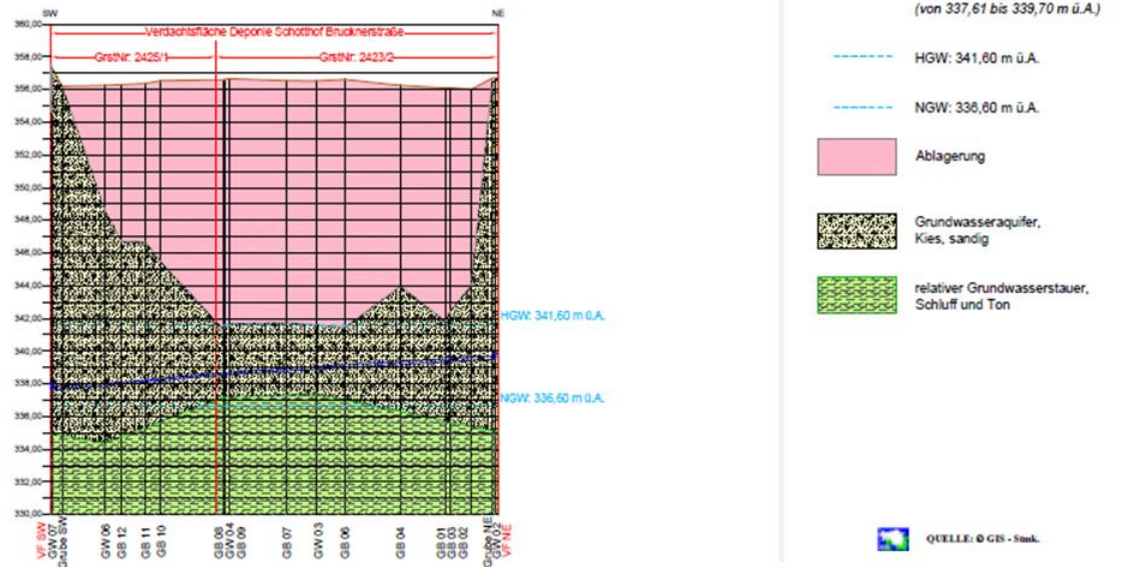 SW
NE
360,00
Verdachtsfläche Deponie Schotthof Brucknerstraße
358,00
GrstNr: 2425/1
GrstNr: 2423/2
356,00
354,00
352,00
350,00
348,00
346,00
344,00
342,00
HGW: 341,60 m ü.A.
340,00
338,00
NGW: 336,60 m ü.A.
336,00
334,00
332,00
330,00
VF SW
GW 07
Grube SW
GW 06
GB 12
GB 11
GB 10
GB 08
GW 04
GB 09
GB 07
GW 03
GB 06
GB 04
GB 01
GB 03
GB 02
Grube NE
GW 02
VF NE
(von 337,61 bis 339,70 m ü.A.)
HGW: 341,60 m ü.A.
NGW: 336,60 m ü.A.
Ablagerung
Grundwasseraquifer,
Kies, sandig
relativer Grundwasserstauer,
Schluff und Ton
QUELLE: © GIS - Stmk.